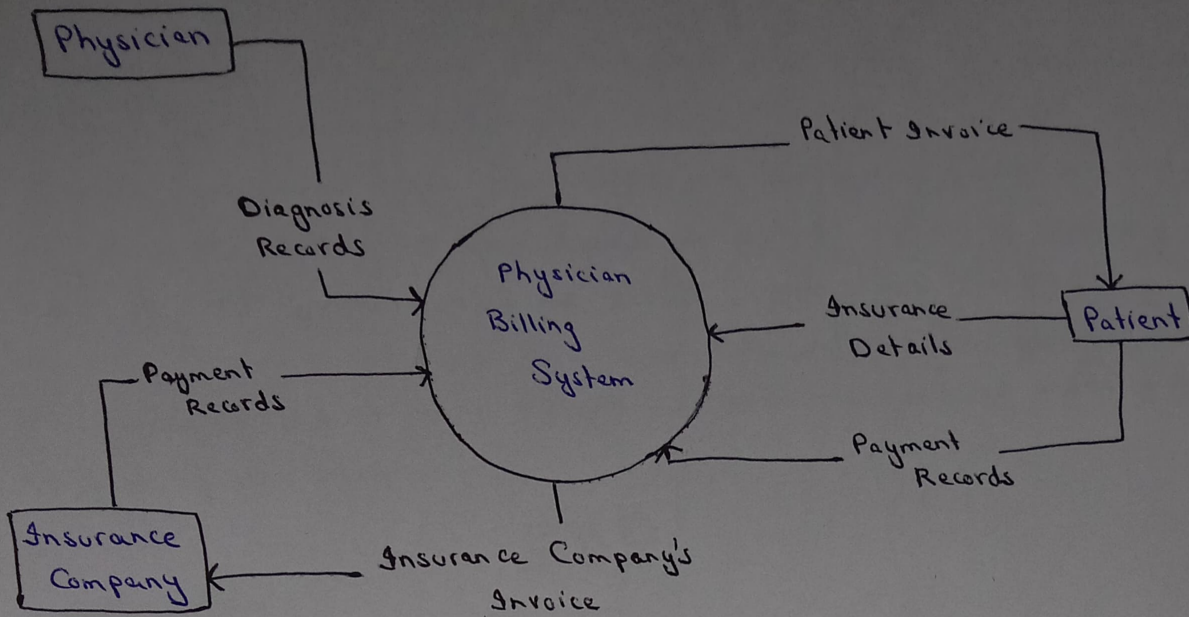 Physician
Patient Invoice
Diagnosis
Records
Physician
Billing
System
Insurance
Details
Patient
Payment
Records
Payment
Records
Insurance
Company
Insurance Company's
Invoice